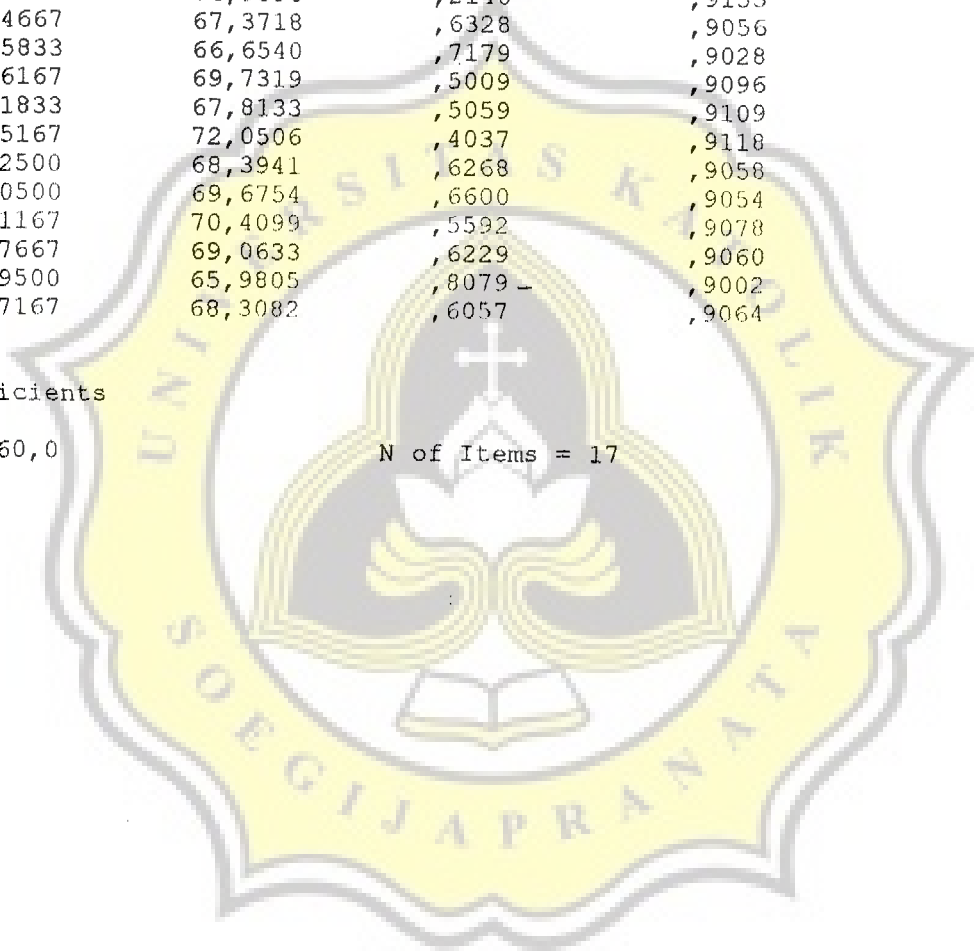 4667 67,3718 ,6328 ,9056
5833 66,6540 ,7179 ,9028
6167 69,7319 ,5009 ,9096
1833 67,8133 ,5059 ,9109
5167 72,0506 ,4037 ,9118
2500 68,3941 ,6268 ,9058
0500 69,6754 ,6600 ,9054
1167 70,4099 ,5592 ,9078
7667 69,0633 ,6229 ,9060
9500 65,9805 ,8079 ,9002
7167 68,3082 ,6057 ,9064
icients
60,0 N of Items = 17
UNIVERSITAS KATOLIK
SOEGIJAPRANATA